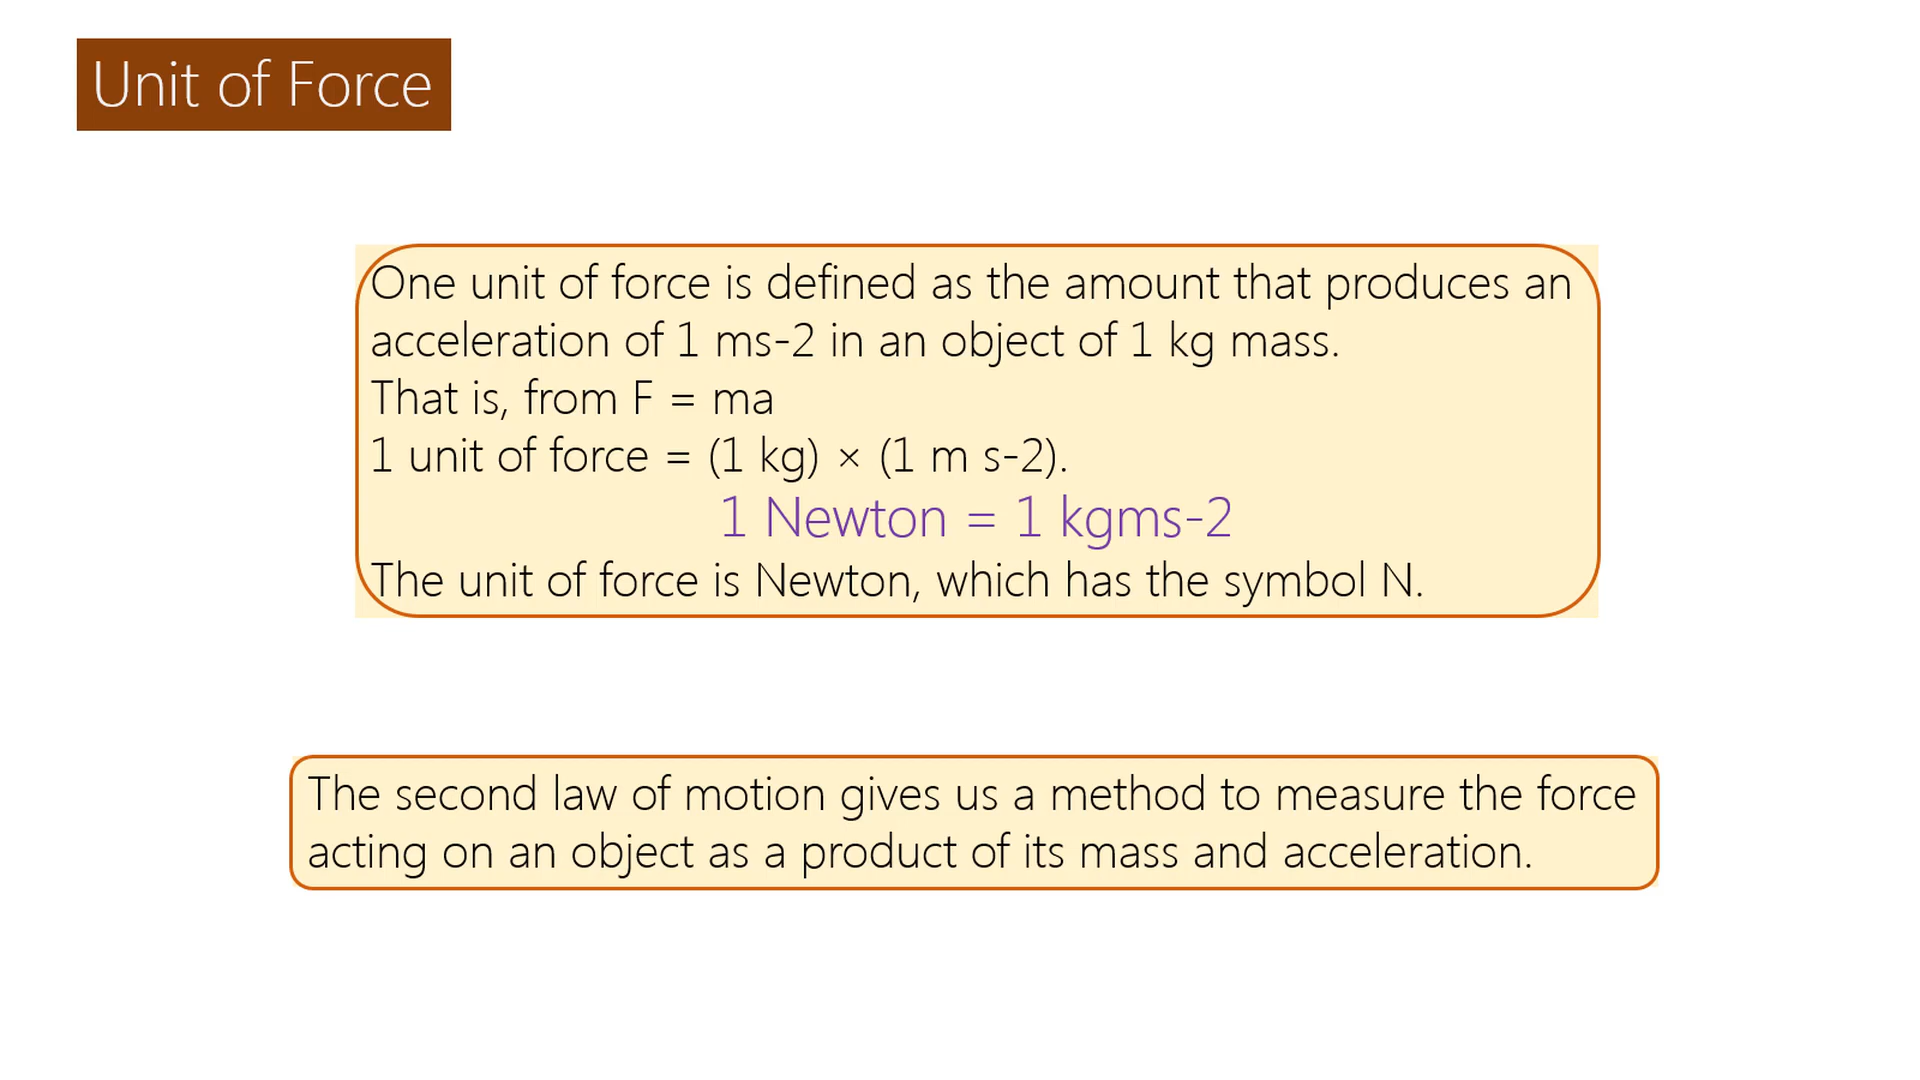 Unit of Force
One unit of force is defined as the amount that produces an
acceleration of 1 ms-2 in an object of 1 kg mass.
That is, from F = ma
1 unit of force = (1 kg) × (1 m s-2).
1 Newton = 1 kgms-2
The unit of force is Newton, which has the symbol N.
The second law of motion gives us a method to measure the force
acting on an object as a product of its mass and acceleration.